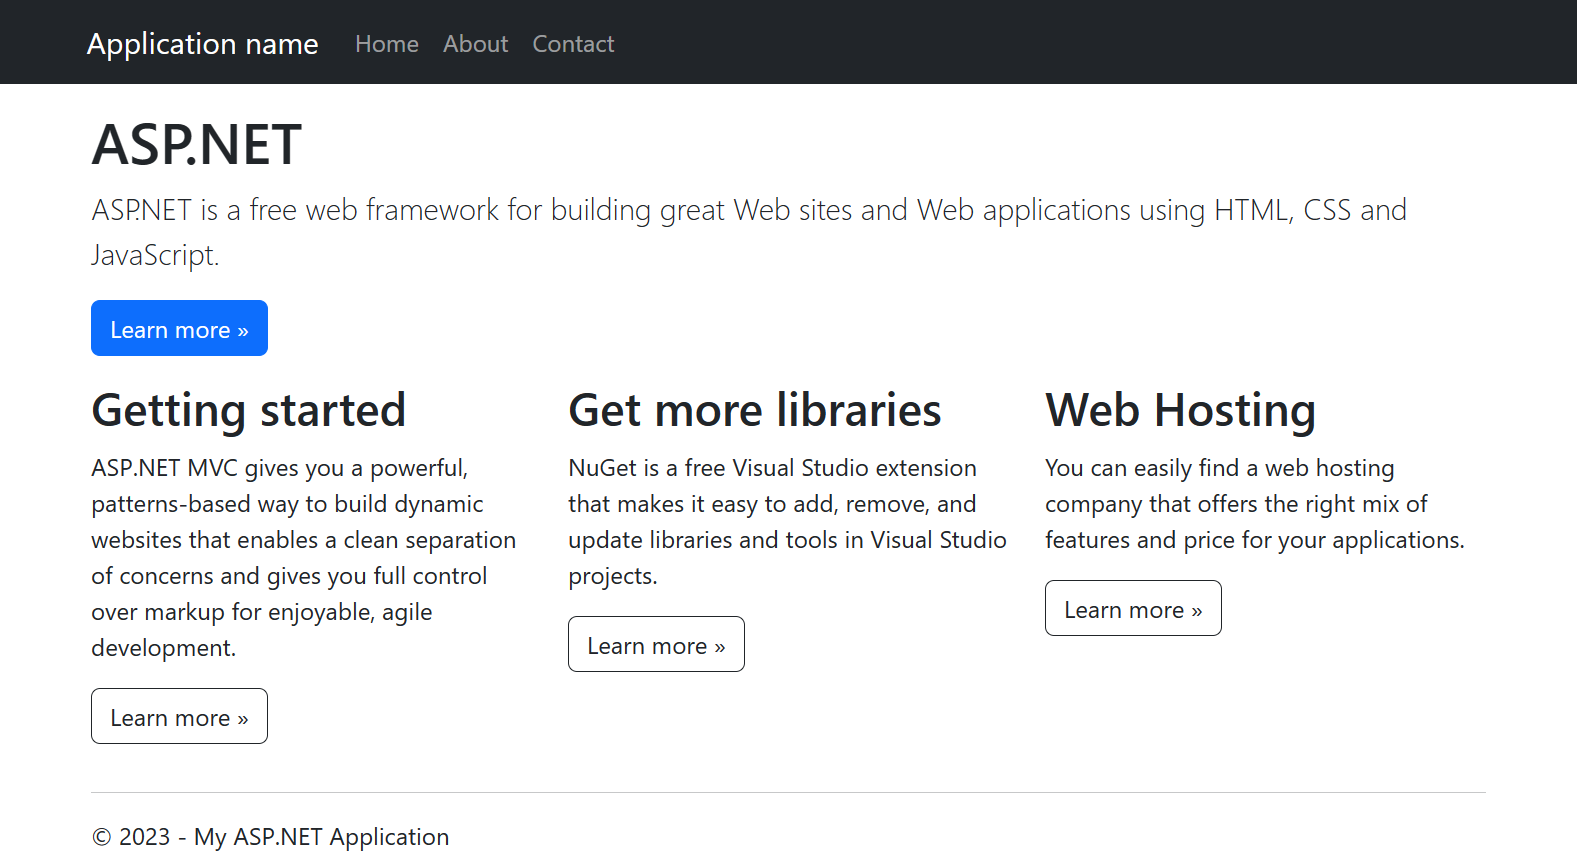 Application name Home About Contact
ASP.NET
ASP.NET is a free web framework for building great Web sites and Web applications using HTML, CSS and
JavaScript.
Learn more »
Getting started
ASP.NET MVC gives you a powerful,
patterns-based way to build dynamic
websites that enables a clean separation
of concerns and gives you full control
over markup for enjoyable, agile
development.
Learn more »
Get more libraries
NuGet is a free Visual Studio extension
that makes it easy to add, remove, and
update libraries and tools in Visual Studio
projects.
Learn more »
Web Hosting
You can easily find a web hosting
company that offers the right mix of
features and price for your applications.
Learn more »
© 2023 - My ASP.NET Application